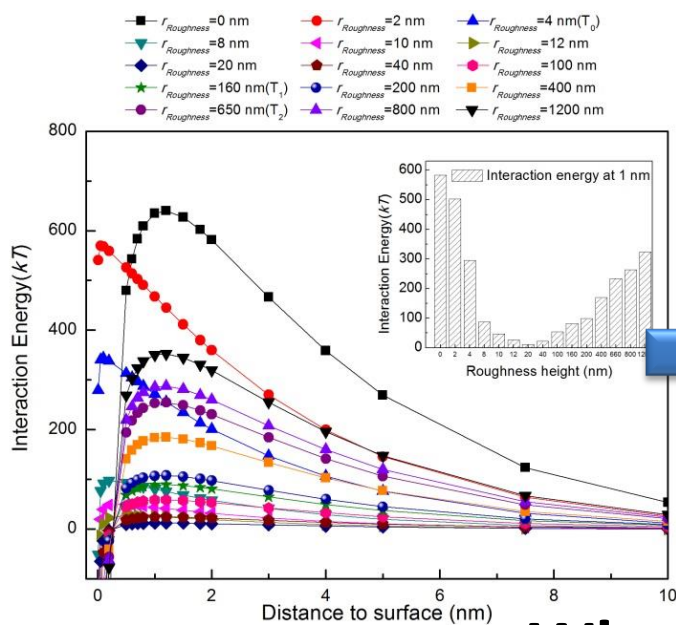 r_Roughness=0 nm r_Roughness=2 nm r_Roughness=4 nm(T₀)
r_Roughness=8 nm r_Roughness=10 nm r_Roughness=12 nm
r_Roughness=20 nm r_Roughness=40 nm r_Roughness=100 nm
r_Roughness=160 nm(T₁) r_Roughness=200 nm r_Roughness=400 nm
r_Roughness=650 nm(T₂) r_Roughness=800 nm r_Roughness=1200 nm
800
600
400
200
0
Interaction Energy(kT)
0 2 4 6 8 10
Distance to surface (nm)
Interaction energy at 1 nm
600
500
400
300
200
100
0
Interaction Energy(kT)
0 2 4 8 10 12 20 40 100 160 200 400 660 800
Roughness height (nm)